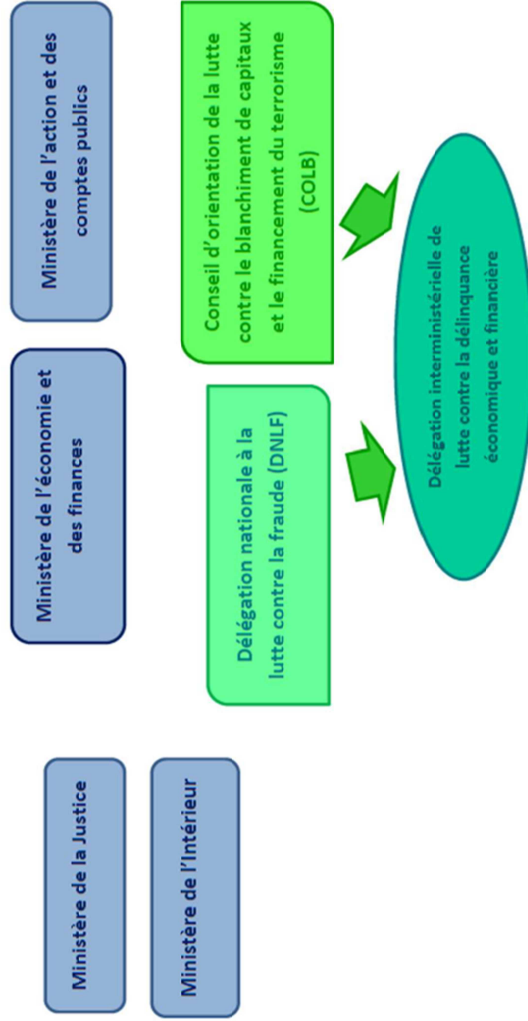 Ministère de la Justice
Ministère de l'Intérieur
Ministère de l'économie et
des finances
Ministère de l'action et des
comptes publics
Délégation nationale à la
lutte contre la fraude (DNLF)
Conseil d'orientation de la lutte
contre le blanchiment de capitaux
et le financement du terrorisme
(COLB)
Délégation interministérielle de
lutte contre la délinquance
économique et financière